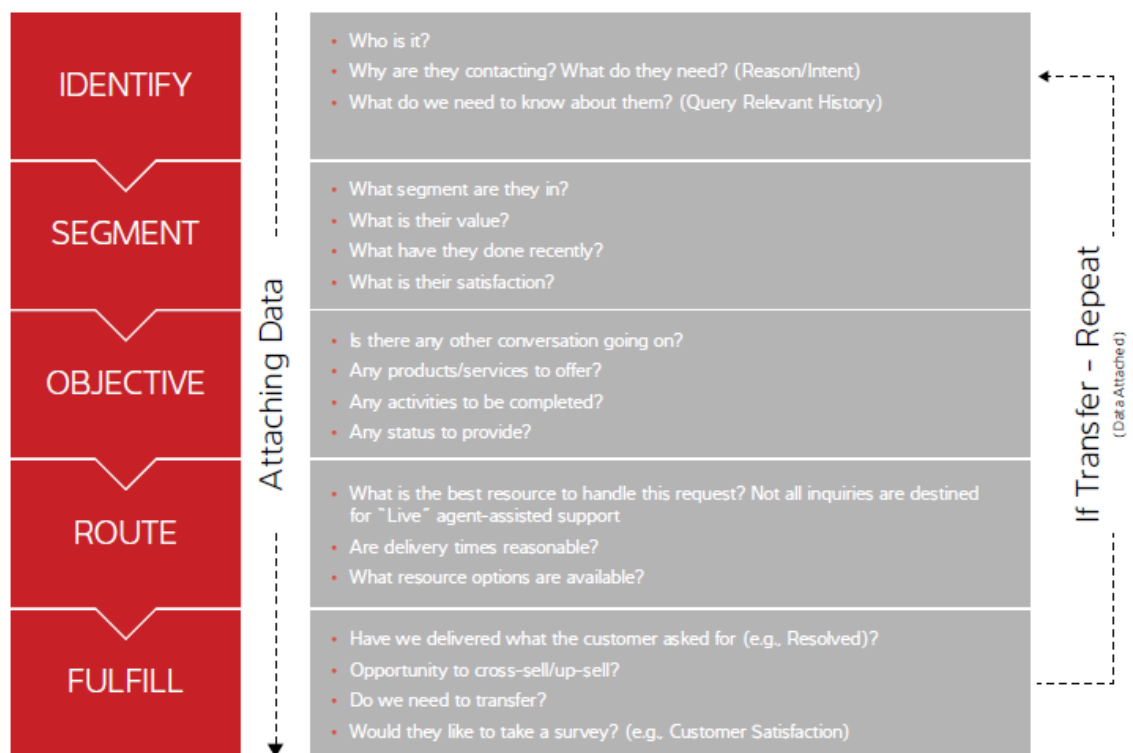 IDENTIFY
• Who is it?
• Why are they contacting? What do they need? (Reason/Intent)
• What do we need to know about them? (Query Relevant History)
SEGMENT
• What segment are they in?
• What is their value?
• What have they done recently?
• What is their satisfaction?
OBJECTIVE
• Is there any other conversation going on?
• Any products/services to offer?
• Any activities to be completed?
• Any status to provide?
ROUTE
• What is the best resource to handle this request? Not all inquiries are destined
for "Live" agent-assisted support
• Are delivery times reasonable?
• What resource options are available?
FULFILL
• Have we delivered what the customer asked for (e.g., Resolved)?
• Opportunity to cross-sell/up-sell?
• Do we need to transfer?
• Would they like to take a survey? (e.g., Customer Satisfaction)
Attaching Data
If Transfer – Repeat
(Data Attached)